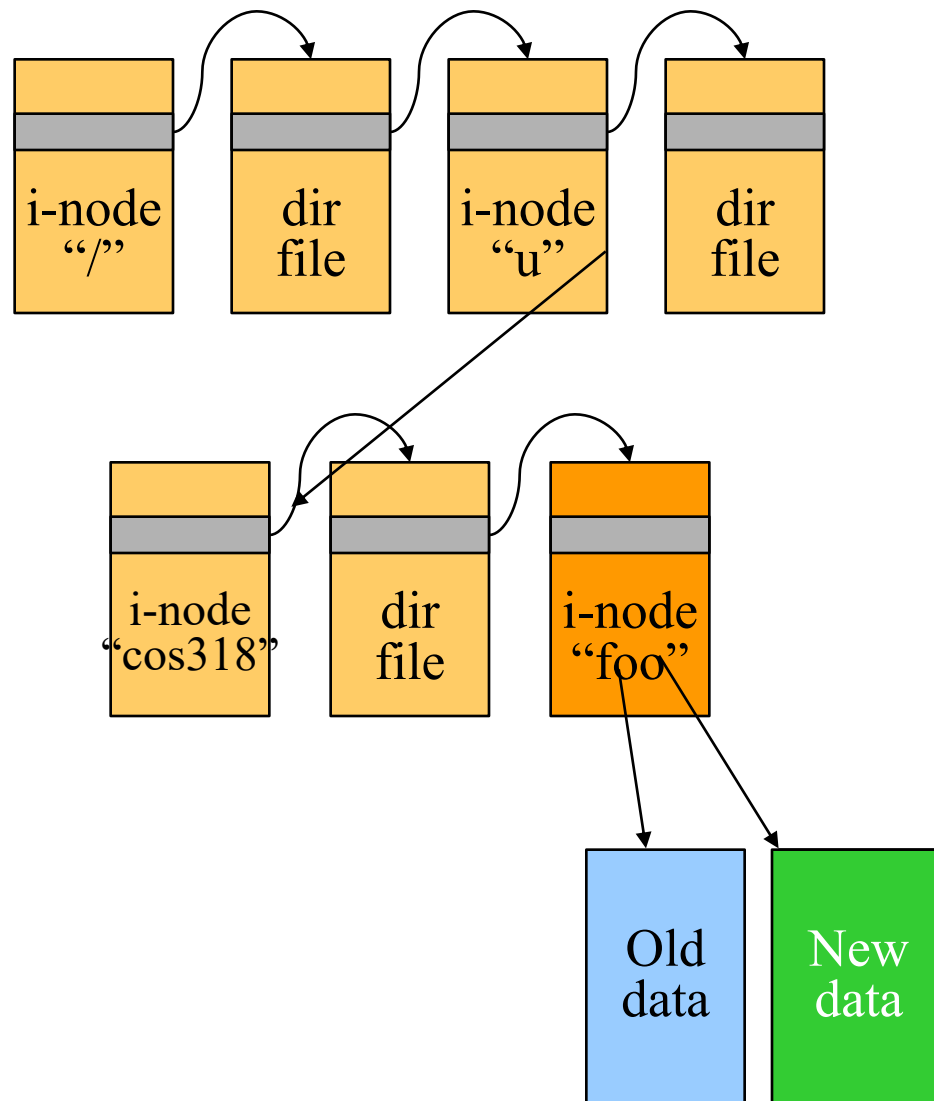 i-node
“/”
dir
file
i-node
“u”
dir
file
i-node
“cos318”
dir
file
i-node
“foo”
Old
data
New
data